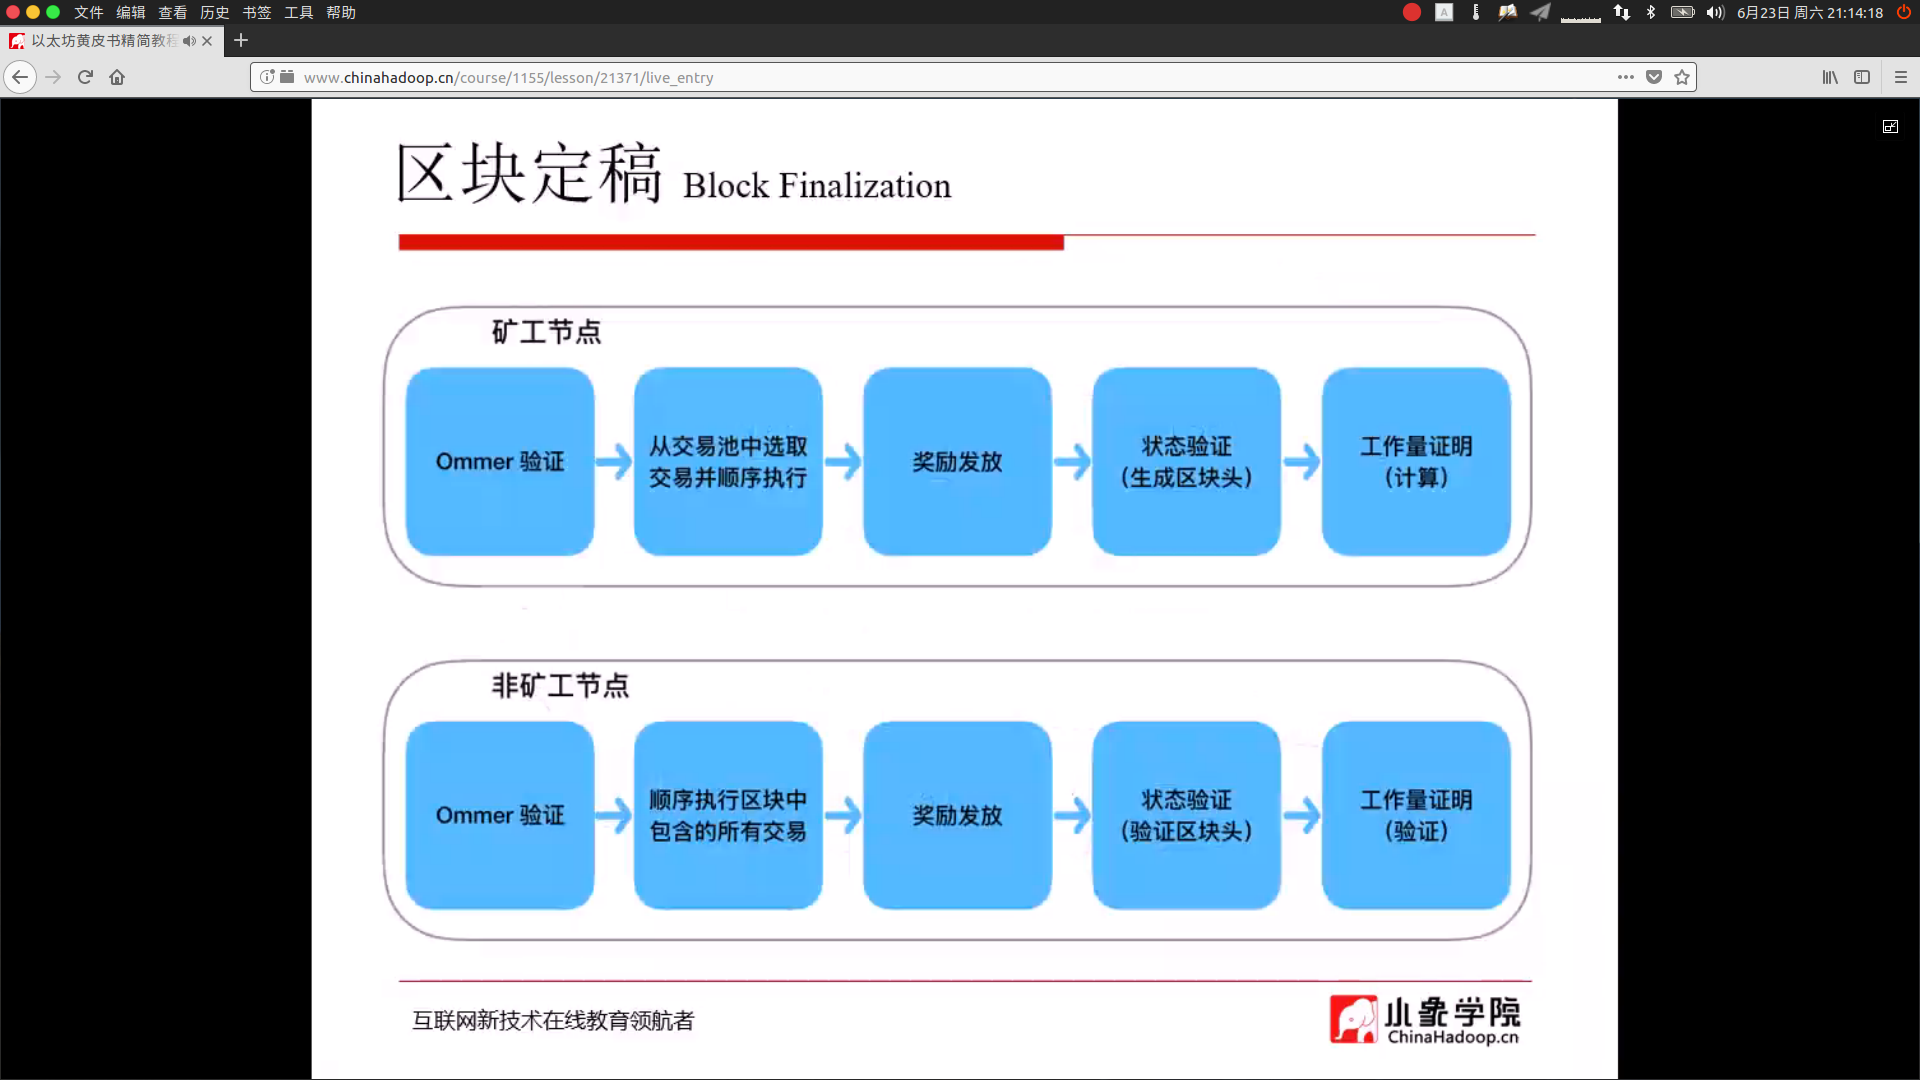 文件 编辑 查看 历史 书签 工具 帮助
A
6月23日 周六 21:14:18
以太坊黄皮书精简教程
www.chinahadoop.cn/course/1155/lesson/21371/live_entry
区块定稿 Block Finalization
矿工节点
Ommer 验证
从交易池中选取
交易并顺序执行
奖励发放
状态验证
(生成区块头)
工作量证明
(计算)
非矿工节点
Ommer 验证
顺序执行区块中
包含的所有交易
奖励发放
状态验证
(验证区块头)
工作量证明
(验证)
互联网新技术在线教育领航者
小象学院
ChinaHadoop.cn